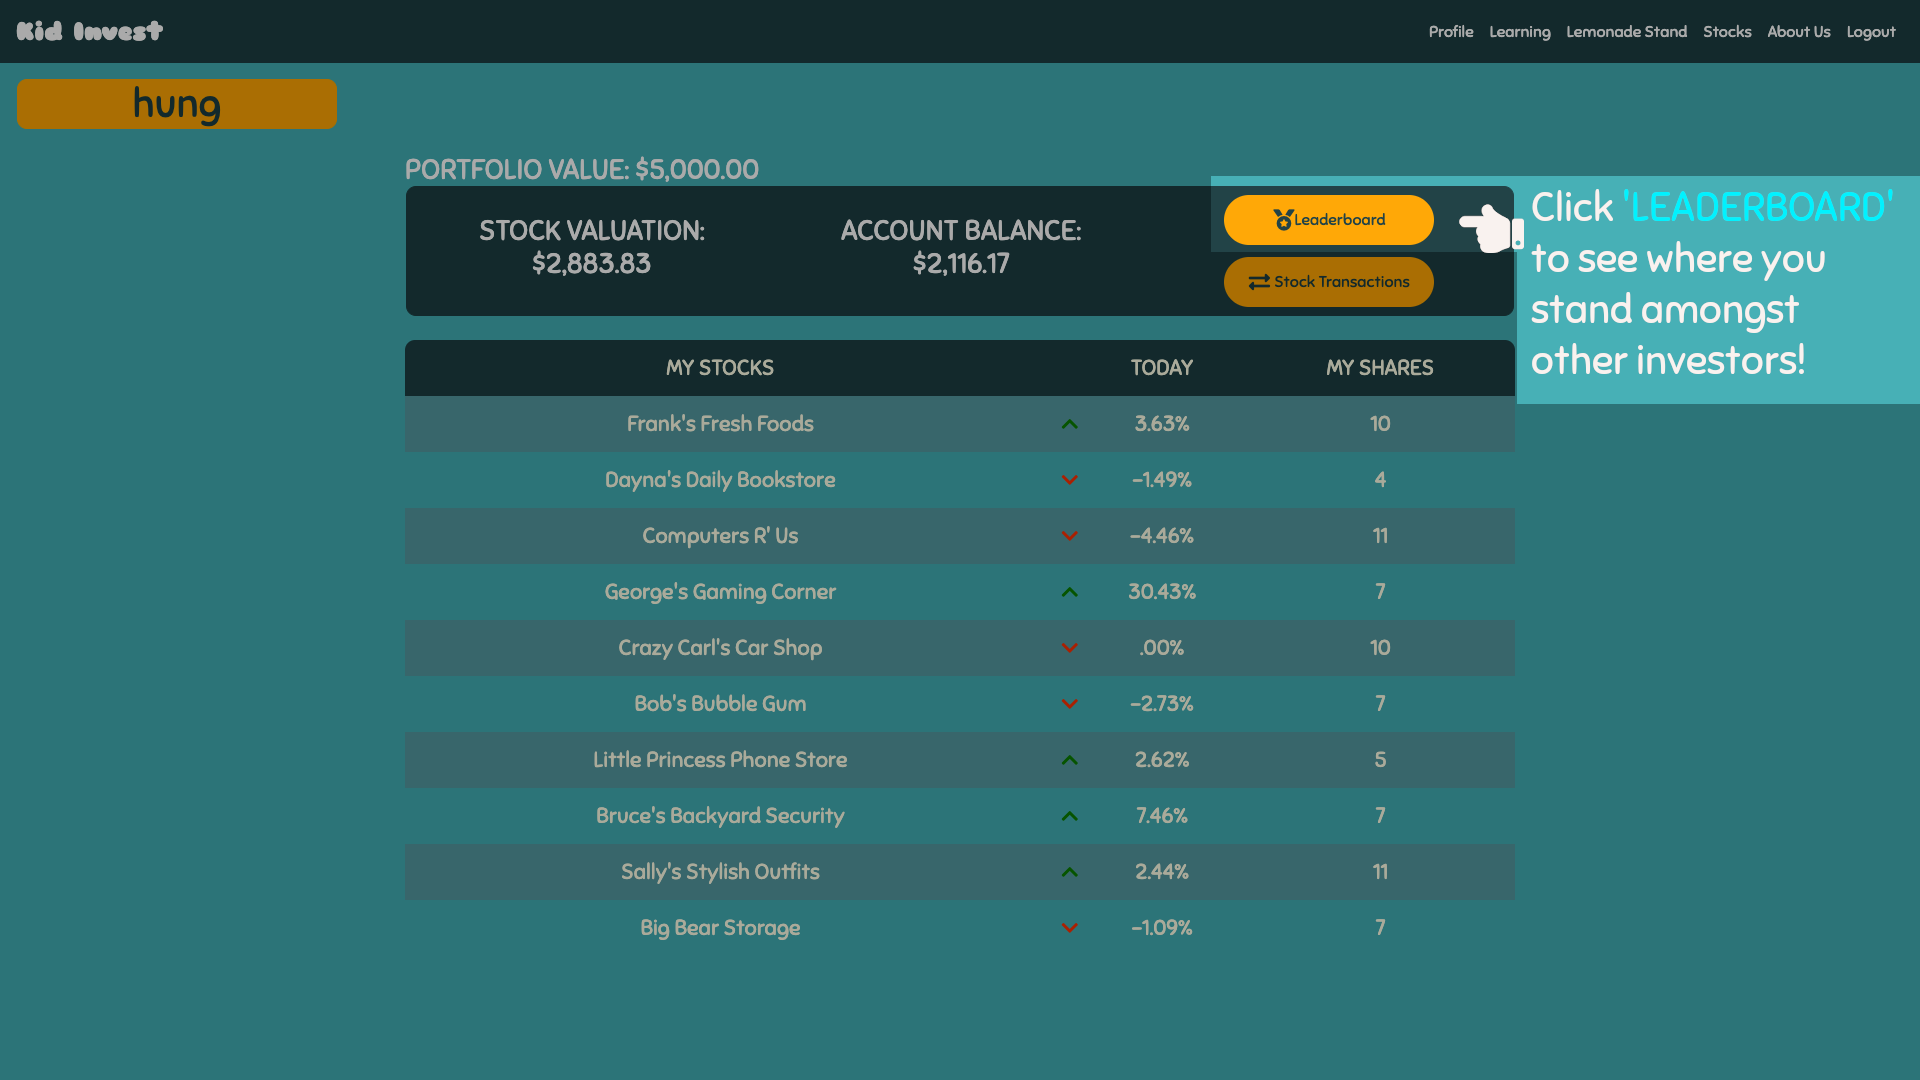 Kid Invest
Profile Learning Lemonade Stand Stocks About Us Logout
hung
PORTFOLIO VALUE: $5,000.00
STOCK VALUATION:
$2,883.83
ACCOUNT BALANCE:
$2,116.17
Leaderboard
Stock Transactions
Click 'LEADERBOARD'
to see where you
stand amongst
other investors!
MY STOCKS TODAY MY SHARES
Frank's Fresh Foods 3.63% 10
Dayna's Daily Bookstore -1.49% 4
Computers R' Us -4.46% 11
George's Gaming Corner 30.43% 7
Crazy Carl's Car Shop .00% 10
Bob's Bubble Gum -2.73% 7
Little Princess Phone Store 2.62% 5
Bruce's Backyard Security 7.46% 7
Sally's Stylish Outfits 2.44% 11
Big Bear Storage -1.09% 7